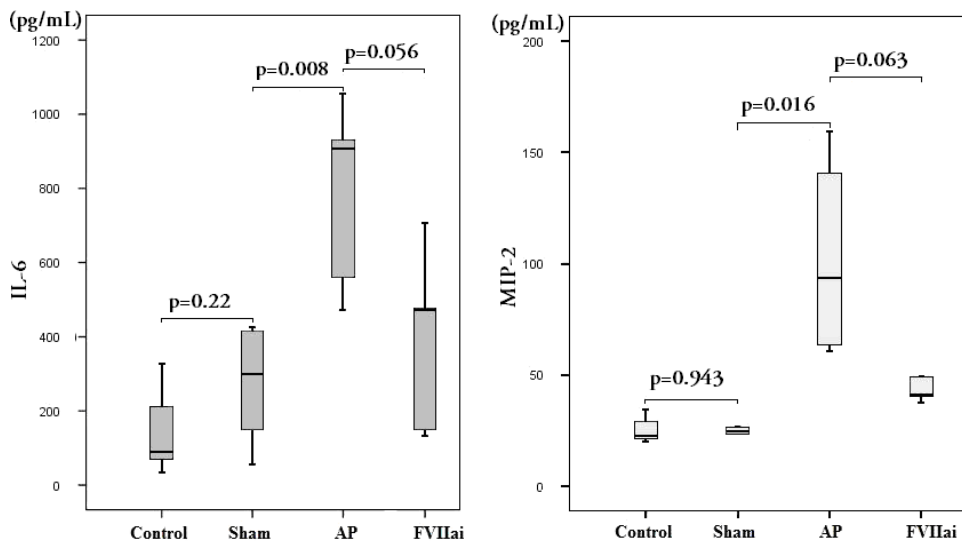 (pg/mL)
1200
1000
800
600
400
200
0
IL-6
p=0.22
p=0.008
p=0.056
Control Sham AP FVIIai
(pg/mL)
200
150
100
50
0
MIP-2
p=0.943
p=0.016
p=0.063
Control Sham AP FVIIai